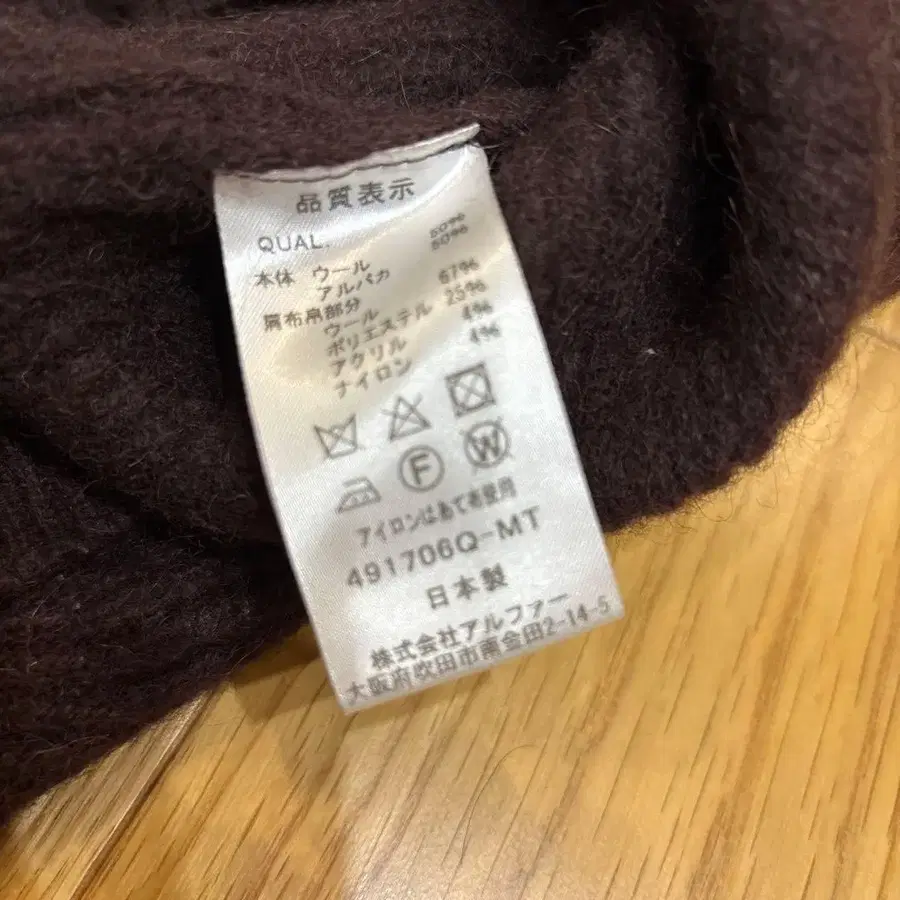 品質表示
QUAL.
本体 ウール 50%
アルパカ 50%
肩布帛部分
ウール 67%
ポリエステル 25%
アクリル 4%
ナイロン 4%
F W
アイロンはあて布使用
491706Q-MT
日本製
株式会社アルファー
大阪府吹田市南金田2-14-5